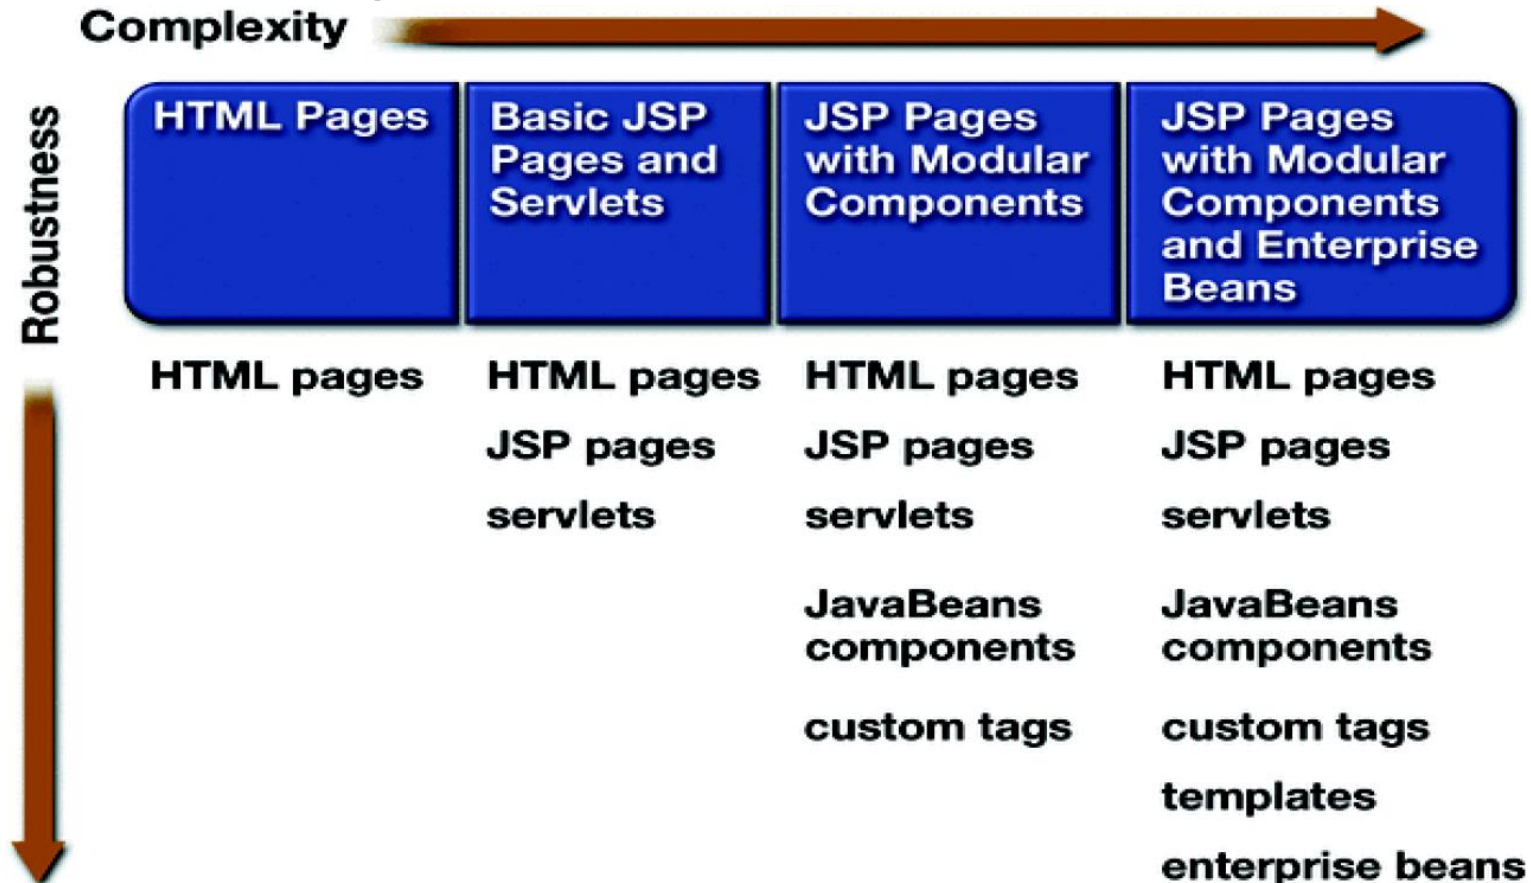 Complexity
Robustness
HTML Pages
Basic JSP
Pages and
Servlets
JSP Pages
with Modular
Components
JSP Pages
with Modular
Components
and Enterprise
Beans
HTML pages
HTML pages
JSP pages
servlets
HTML pages
JSP pages
servlets
JavaBeans
components
custom tags
HTML pages
JSP pages
servlets
JavaBeans
components
custom tags
templates
enterprise beans